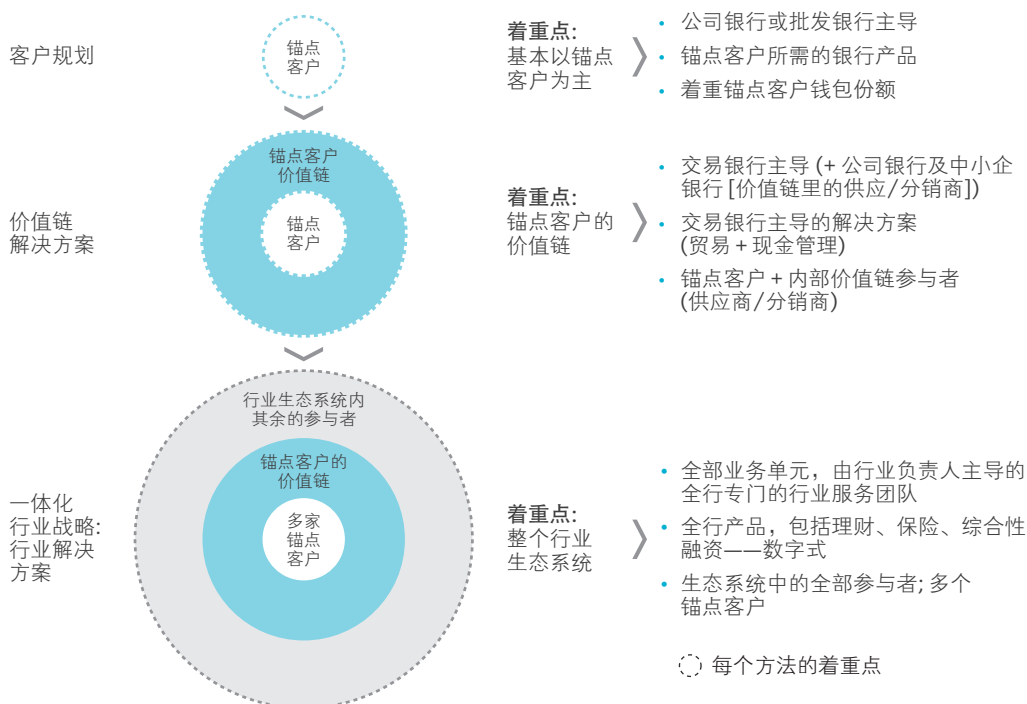 客户规划
锚点
客户
着重点:
基本以锚点
客户为主
• 公司银行或批发银行主导
• 锚点客户所需的银行产品
• 着重锚点客户钱包份额
价值链
解决方案
锚点客户
价值链
锚点
客户
着重点:
锚点客户的
价值链
• 交易银行主导 (+ 公司银行及中小企
银行 [价值链里的供应/分销商])
• 交易银行主导的解决方案
(贸易 + 现金管理)
• 锚点客户 + 内部价值链参与者
(供应商/分销商)
一体化
行业战略:
行业解决
方案
行业生态系统内
其余的参与者
锚点客户的
价值链
多家
锚点
客户
着重点:
整个行业
生态系统
• 全部业务单元，由行业负责人主导的
全行专门的行业服务团队
• 全行产品，包括理财、保险、综合性
融资——数字式
• 生态系统中的全部参与者; 多个
锚点客户
每个方法的着重点